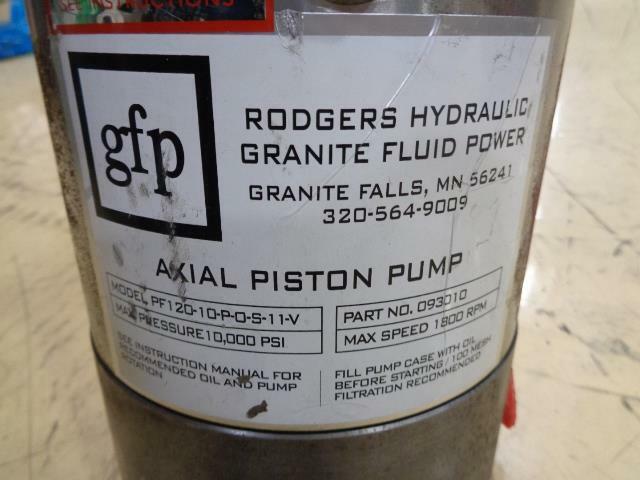 SEE INSTRUCTIONS
gfp
RODGERS HYDRAULIC
GRANITE FLUID POWER
GRANITE FALLS, MN 56241
320-564-9009
AXIAL PISTON PUMP
MODEL PF120-10-P-O-S-11-V
MAX PRESSURE 10,000 PSI
PART NO. 093010
MAX SPEED 1800 RPM
SEE INSTRUCTION MANUAL FOR
RECOMMENDED OIL AND PUMP
ROTATION
FILL PUMP CASE WITH OIL
BEFORE STARTING / 100 MESH
FILTRATION RECOMMENDED